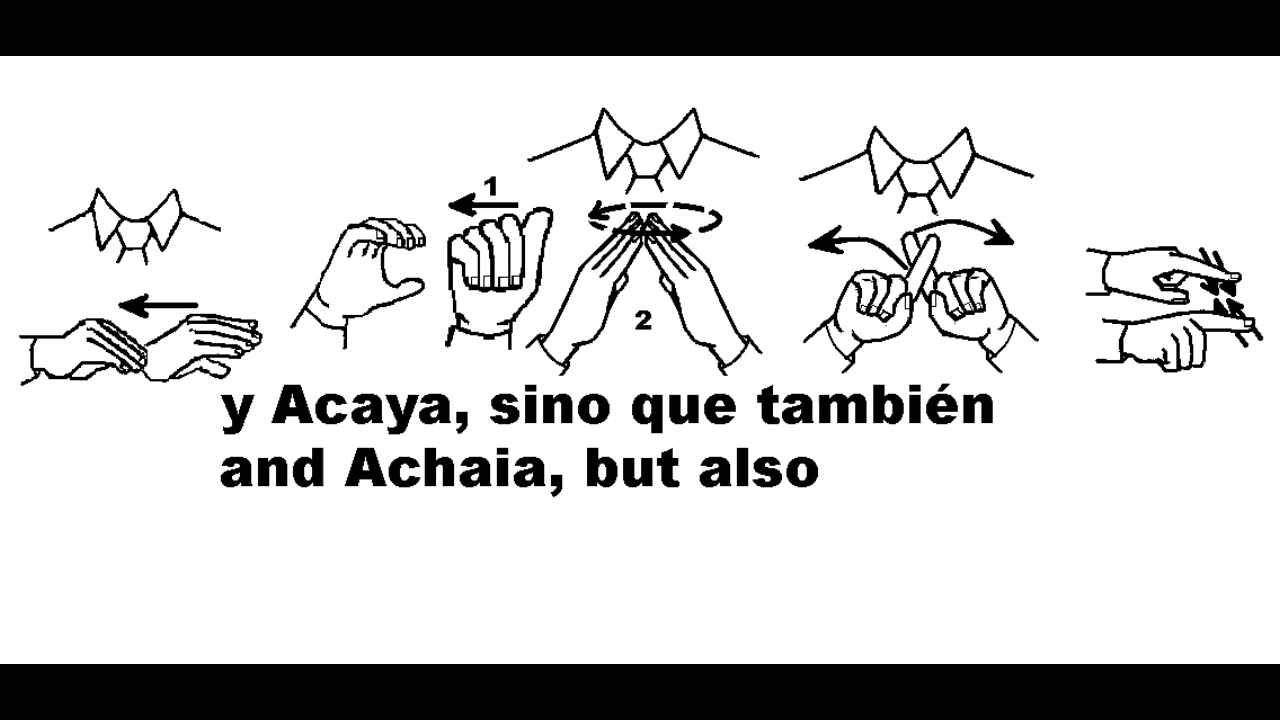 1
2
y Acaya, sino que también
and Achaia, but also